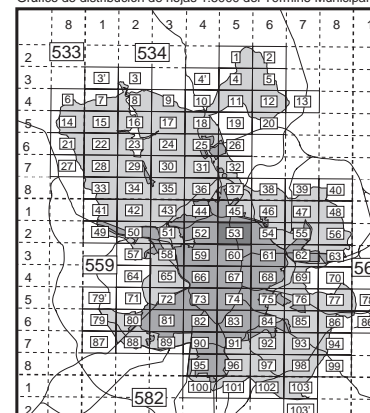 Gráfico de distribución de hojas 1:5000 del Término Municipal
8 1 2 3 4 5 6 7 8
533 534
2 1 2
3 3' 3 4' 4 5
4 6 7 8 9 10 11 12 13
5 14 15 16 17 18 19 20
6 21 22 23 24 25 26
7 27 28 29 30 31 32
8 33 34 35 36 37 38 39 40
1 41 42 43 44 45 46 47 48
2 49 50 51 52 53 54 55 56
3 57 58 59 60 61 62 63
559
4 64 65 66 67 68 69 70
5 79' 71 72 73 74 75 76 77
6 79 80 81 82 83 84 85 86
7 87 88 89 90 91 92 93 94
8 95 96 97 98 99
1 100 101 102 103
582 103'